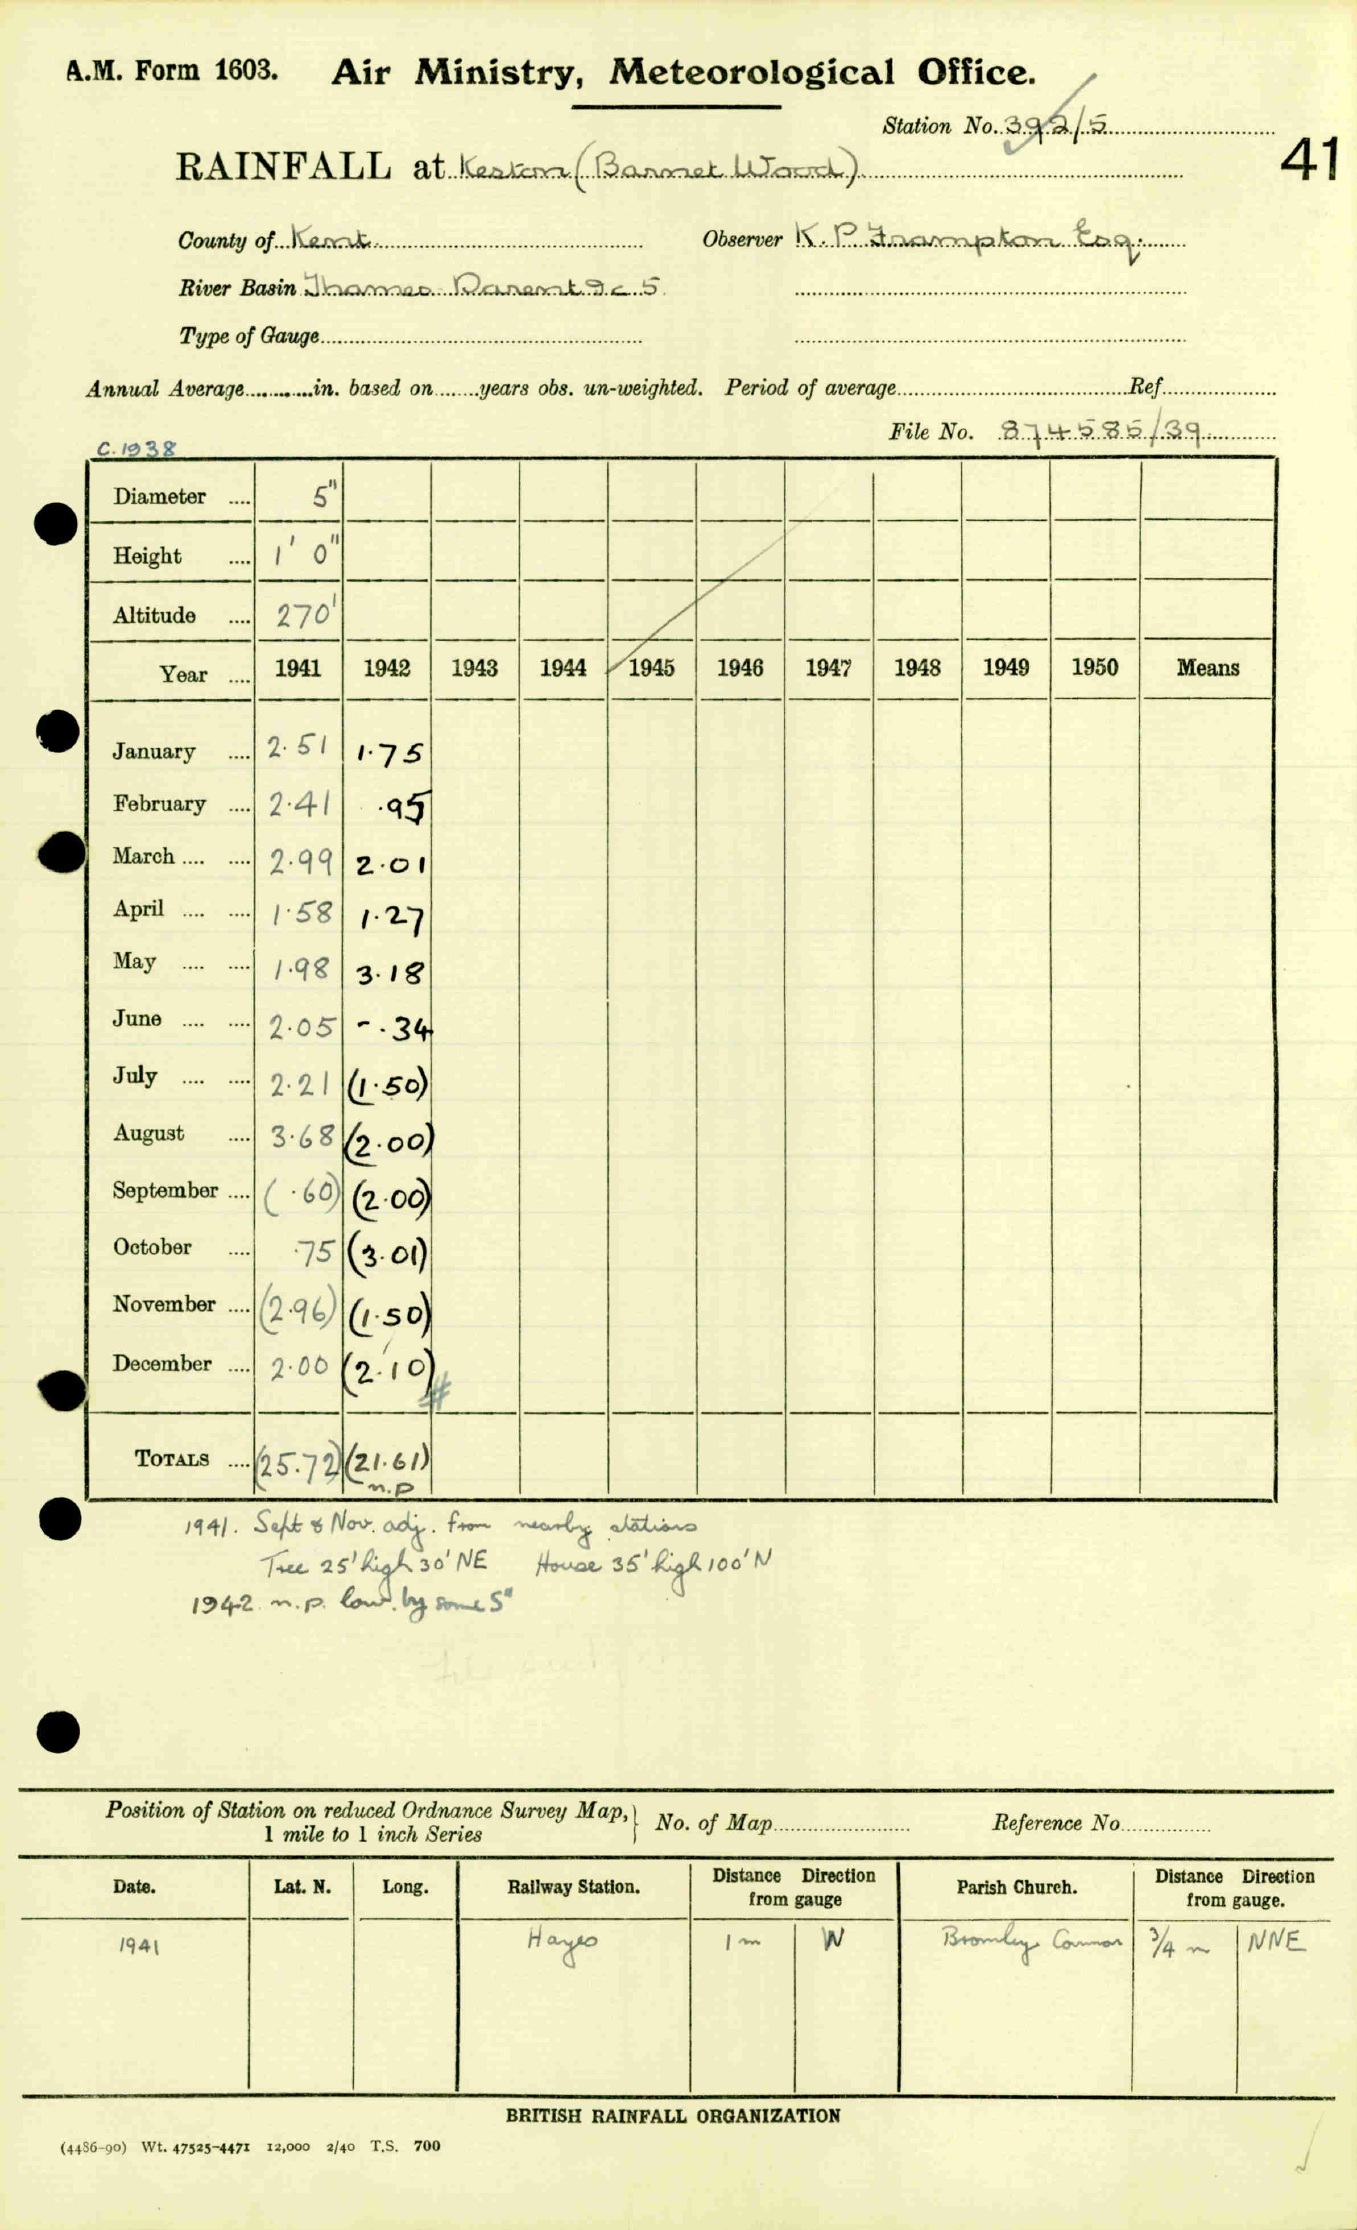 A.M. Form 1603. Air Ministry, Meteorological Office.
Station No. 392/5
41
RAINFALL at Keston (Barnet Wood)
County of Kent Observer K. P. Frampton Esq.
River Basin Thames Darent &c 5
Type of Gauge
Annual Average in. based on years obs. un-weighted. Period of average Ref
File No. 874585/39
C. 1938
Diameter 5"
Height 1' 0"
Altitude 270'
Year 1941 1942 1943 1944 1945 1946 1947 1948 1949 1950 Means
January 2.51 1.75
February 2.41 .95
March 2.99 2.01
April 1.58 1.27
May 1.98 3.18
June 2.05 -.34
July 2.21 (1.50)
August 3.68 (2.00)
September (.60) (2.00)
October .75 (3.01)
November (2.96) (1.50)
December 2.00 (2.10) #
TOTALS (25.72) (21.61)
n.p
1941. Sept & Nov. adj. from nearby stations
Tree 25' high 30' NE House 35' high 100' N
1942 n.p. low. by some 5"
Position of Station on reduced Ordnance Survey Map, 1 mile to 1 inch Series No. of Map Reference No
Date. Lat. N. Long. Railway Station. Distance Direction from gauge Parish Church. Distance Direction from gauge.
1941 Hayes 1 m W Bromley Common 3/4 m NNE
BRITISH RAINFALL ORGANIZATION
(4486-90) Wt. 47525-4471 12,000 2/40 T.S. 700